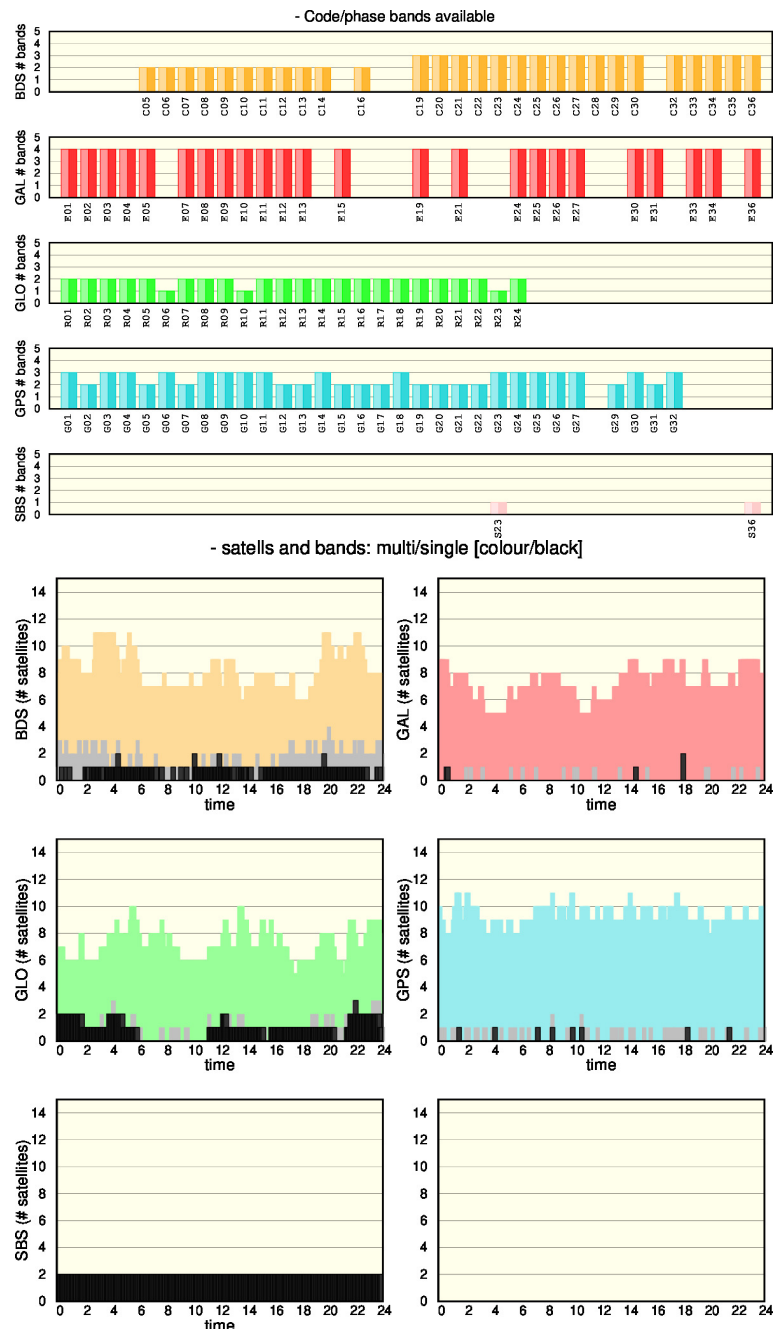 - Code/phase bands available
BDS # bands
5
4
3
2
1
0
C05 C06 C07 C08 C09 C10 C11 C12 C13 C14 C16 C19 C20 C21 C22 C23 C24 C25 C26 C27 C28 C29 C30 C32 C33 C34 C35 C36
GAL # bands
5
4
3
2
1
0
E01 E02 E03 E04 E05 E07 E08 E09 E10 E11 E12 E13 E15 E19 E21 E24 E25 E26 E27 E30 E31 E33 E34 E36
GLO # bands
5
4
3
2
1
0
R01 R02 R03 R04 R05 R06 R07 R08 R09 R10 R11 R12 R13 R14 R15 R16 R17 R18 R19 R20 R21 R22 R23 R24
GPS # bands
5
4
3
2
1
0
G01 G02 G03 G04 G05 G06 G07 G08 G09 G10 G11 G12 G13 G14 G15 G16 G17 G18 G19 G20 G21 G22 G23 G24 G25 G26 G27 G29 G30 G31 G32
SBS # bands
5
4
3
2
1
0
S23 S36
- satells and bands: multi/single [colour/black]
BDS (# satellites)
14
12
10
8
6
4
2
0
0 2 4 6 8 10 12 14 16 18 20 22 24
time
GAL (# satellites)
14
12
10
8
6
4
2
0
0 2 4 6 8 10 12 14 16 18 20 22 24
time
GLO (# satellites)
14
12
10
8
6
4
2
0
0 2 4 6 8 10 12 14 16 18 20 22 24
time
GPS (# satellites)
14
12
10
8
6
4
2
0
0 2 4 6 8 10 12 14 16 18 20 22 24
time
SBS (# satellites)
14
12
10
8
6
4
2
0
0 2 4 6 8 10 12 14 16 18 20 22 24
time
14
12
10
8
6
4
2
0
0 2 4 6 8 10 12 14 16 18 20 22 24